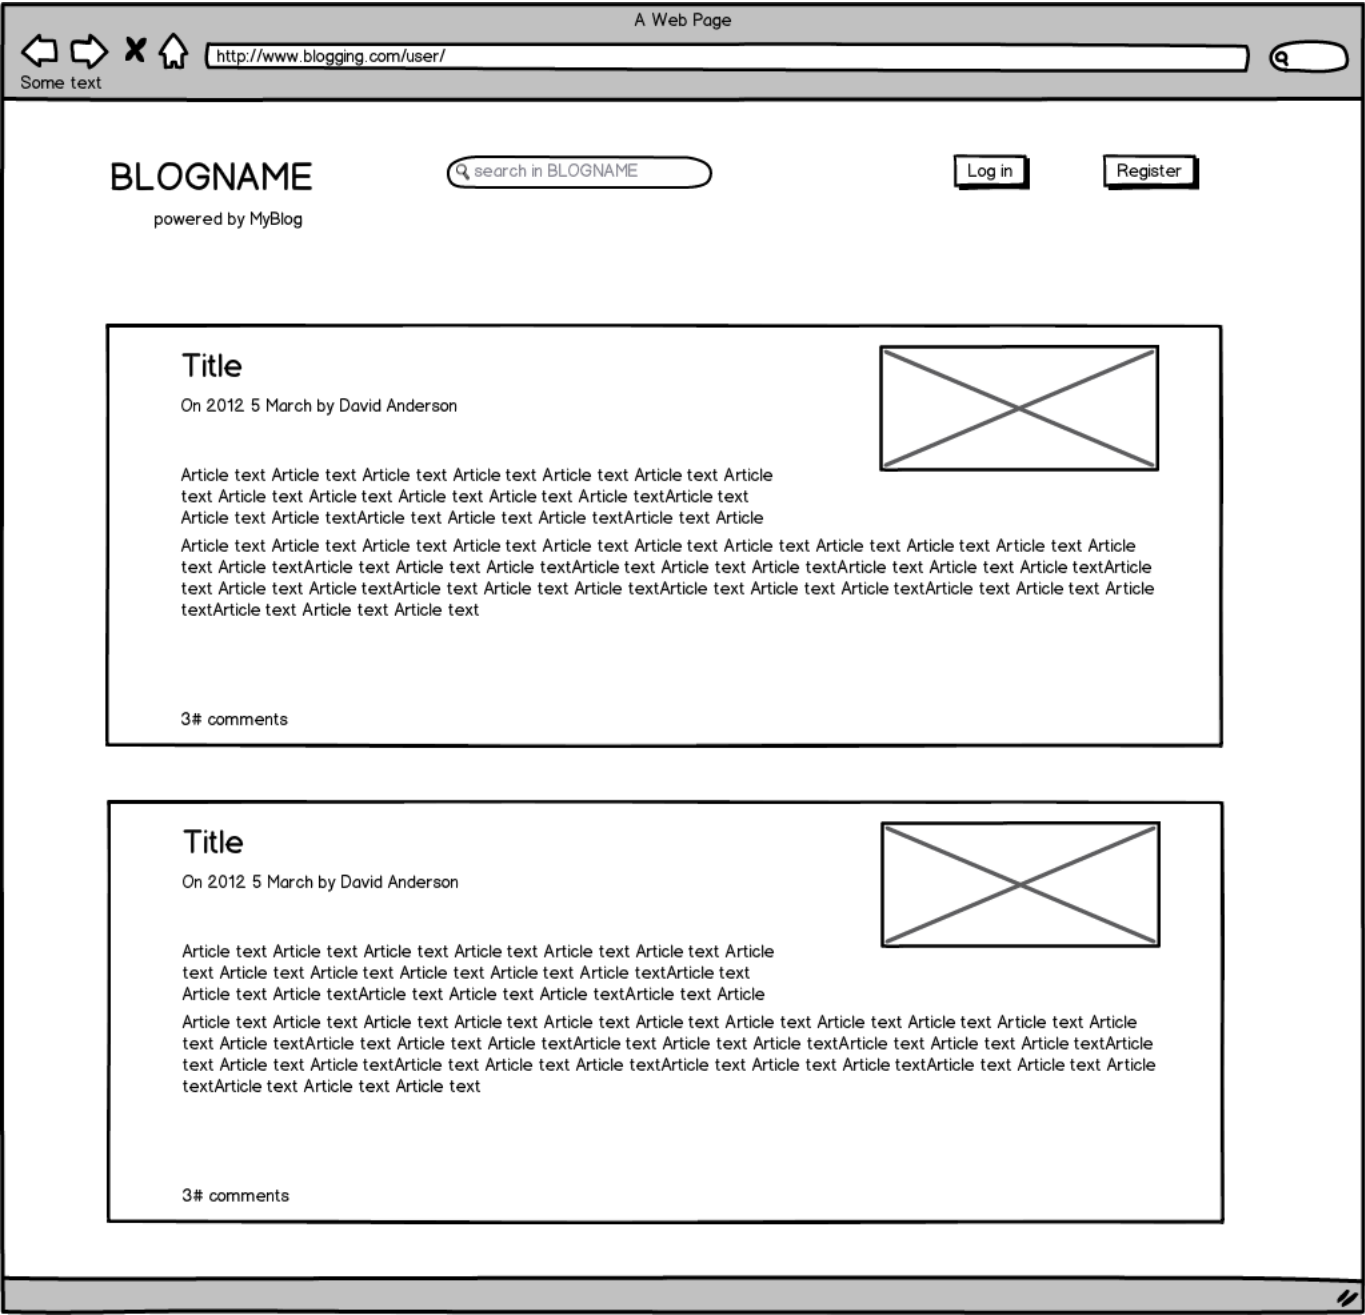 A Web Page
http://www.blogging.com/user/
Some text
BLOGNAME
search in BLOGNAME
Log in
Register
powered by MyBlog
Title
On 2012 5 March by David Anderson
Article text Article text Article text Article text Article text Article text Article
text Article text Article text Article text Article text Article textArticle text
Article text Article textArticle text Article text Article textArticle text Article
Article text Article text Article text Article text Article text Article text Article text Article text Article text Article text Article
text Article textArticle text Article text Article textArticle text Article text Article textArticle text Article text Article textArticle
text Article text Article textArticle text Article text Article textArticle text Article text Article textArticle text Article text Article
textArticle text Article text Article text
3# comments
Title
On 2012 5 March by David Anderson
Article text Article text Article text Article text Article text Article text Article
text Article text Article text Article text Article text Article textArticle text
Article text Article textArticle text Article text Article textArticle text Article
Article text Article text Article text Article text Article text Article text Article text Article text Article text Article text Article
text Article textArticle text Article text Article textArticle text Article text Article textArticle text Article text Article textArticle
text Article text Article textArticle text Article text Article textArticle text Article text Article textArticle text Article text Article
textArticle text Article text Article text
3# comments